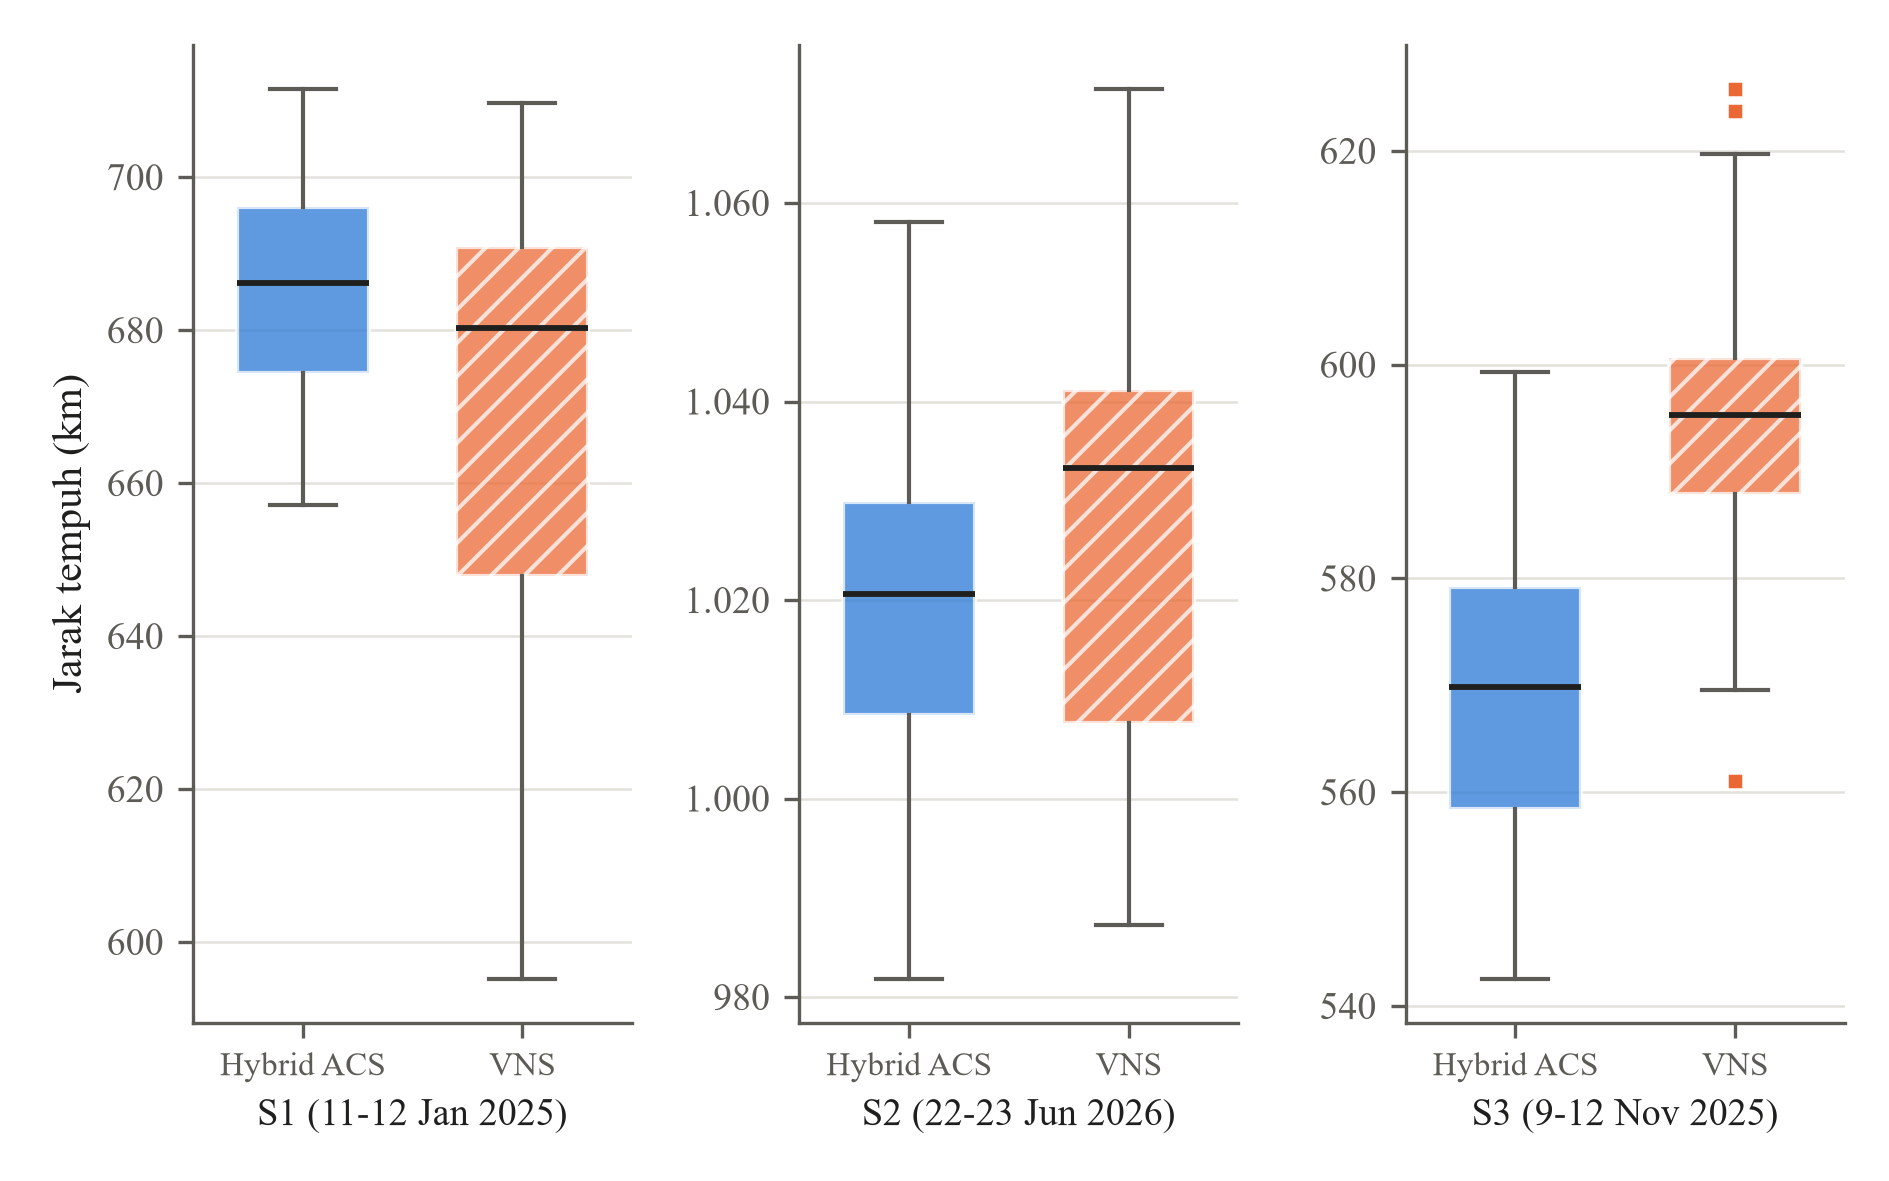 Jarak tempuh (km)
700
680
660
640
620
600
Hybrid ACS
VNS
S1 (11-12 Jan 2025)
1.060
1.040
1.020
1.000
980
Hybrid ACS
VNS
S2 (22-23 Jun 2026)
620
600
580
560
540
Hybrid ACS
VNS
S3 (9-12 Nov 2025)